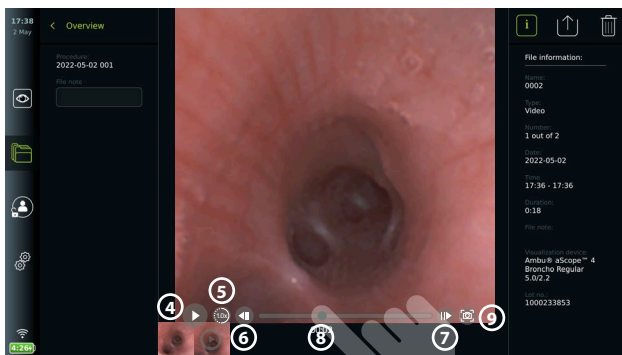 17:38
2 May
Overview
Procedure:
2022-05-02 001
File note
i
File information:
Name:
0002
Type:
Video
Number:
1 out of 2
Date:
2022-05-02
Time
17:36 - 17:36
Duration:
0:18
File note:
Visualization device:
Ambu® aScope™ 4
Broncho Regular
5.0/2.2
Lot no.
1000233853
4
5
1.0x
6
8
7
9
4:26